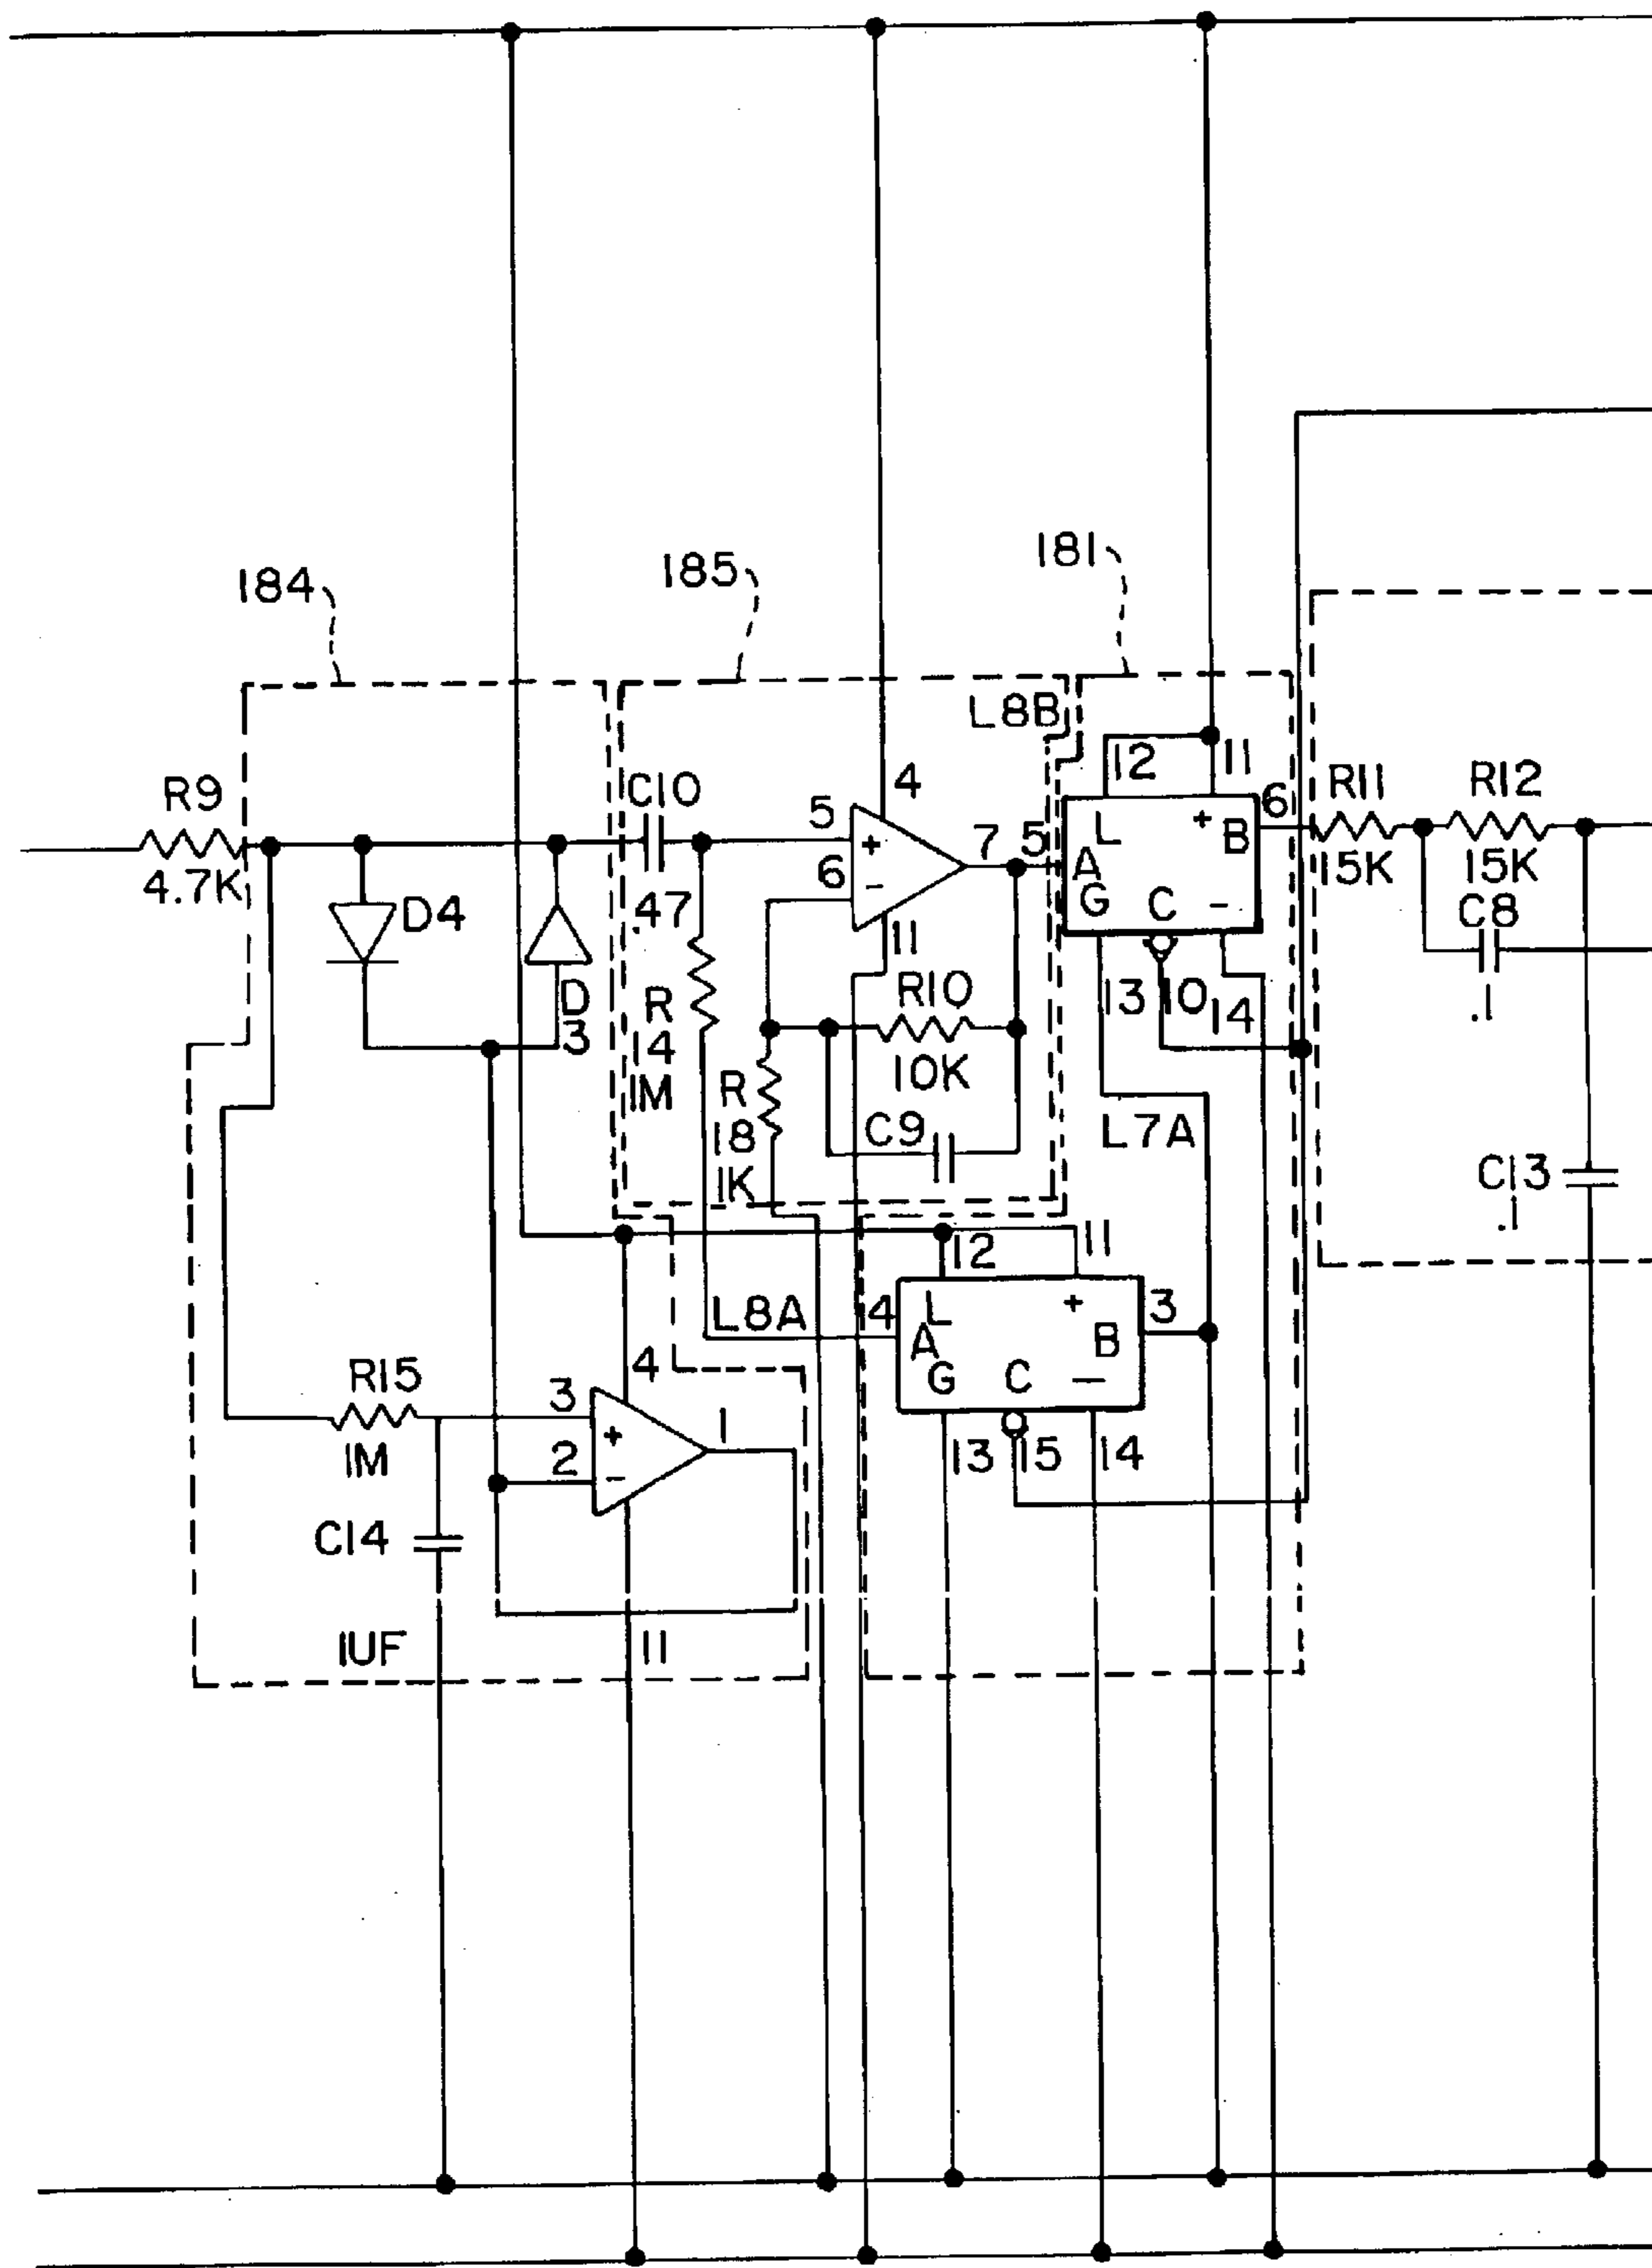 184
185
181
L8B
R9
4.7K
D4
D
3
C10
.47
R
14
1M
4
5
6
+
-
7
11
R10
10K
C9
R
18
1K
12
11
5
6
L
+
A
B
G
C
-
13
10
14
L7A
R11
15K
R12
15K
C8
.1
C13
.1
12
11
L8A
4
3
L
+
A
B
G
C
-
13
15
14
R15
1M
3
2
4
+
-
1
11
C14
1UF